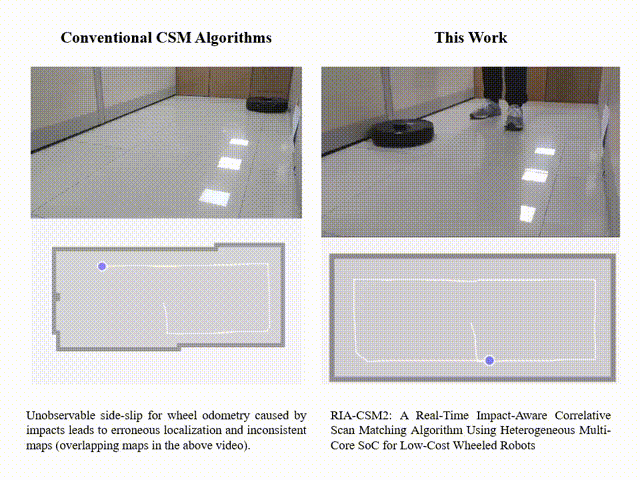 Conventional CSM Algorithms
This Work
Unobservable side-slip for wheel odometry caused by
impacts leads to erroneous localization and inconsistent
maps (overlapping maps in the above video).
RIA-CSM2: A Real-Time Impact-Aware Correlative
Scan Matching Algorithm Using Heterogeneous Multi-
Core SoC for Low-Cost Wheeled Robots